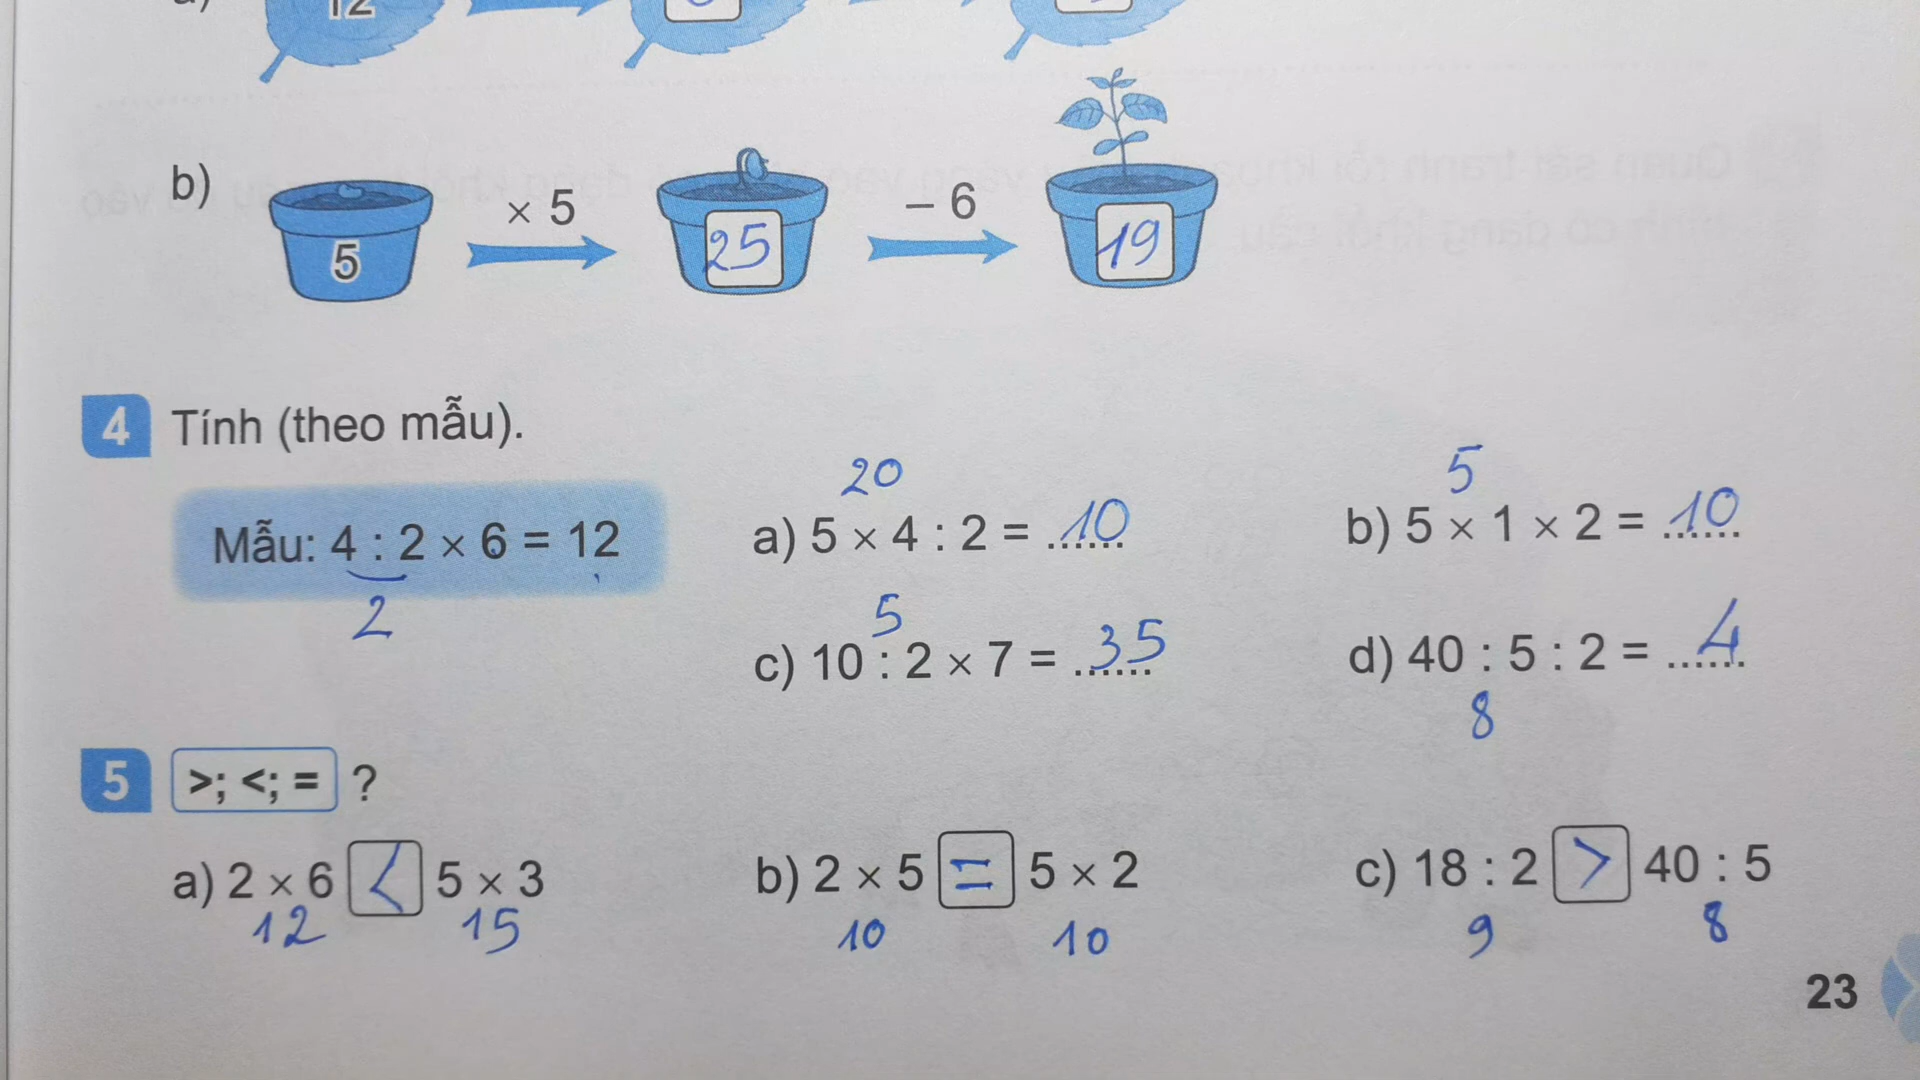 12
b) 5 × 5 25 – 6 19
4 Tính (theo mẫu).
20 5
Mẫu: 4 : 2 × 6 = 12 a) 5 × 4 : 2 = ...10... b) 5 × 1 × 2 = ...10...
2 5
c) 10 : 2 × 7 = ...35... d) 40 : 5 : 2 = ...4...
8
5 >; <; = ?
a) 2 × 6 < 5 × 3 b) 2 × 5 = 5 × 2 c) 18 : 2 > 40 : 5
12 15 10 10 9 8
23